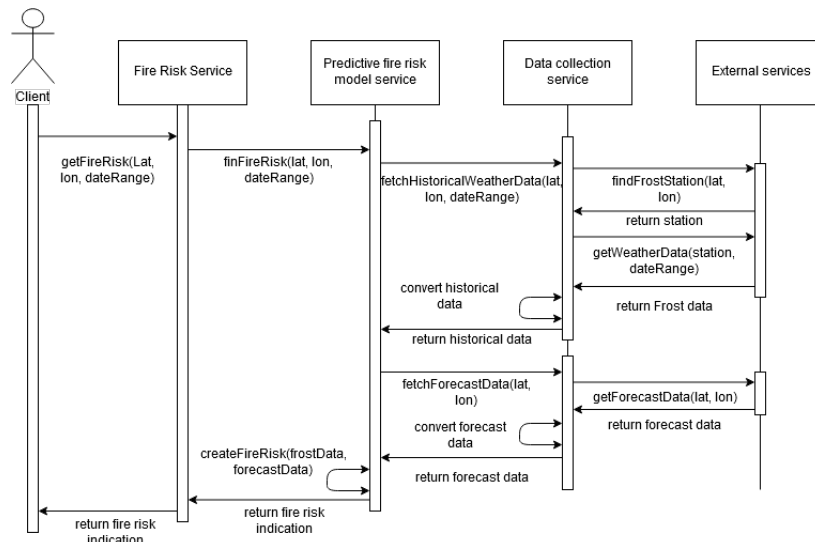 Client
Fire Risk Service
Predictive fire risk
model service
Data collection
service
External services
getFireRisk(Lat,
lon, dateRange)
finFireRisk(lat, lon,
dateRange)
fetchHistoricalWeatherData(lat,
lon, dateRange)
findFrostStation(lat,
lon)
return station
getWeatherData(station,
dateRange)
return Frost data
convert historical
data
return historical data
fetchForecastData(lat,
lon)
getForecastData(lat, lon)
return forecast data
convert forecast
data
return forecast data
createFireRisk(frostData,
forecastData)
return fire risk
indication
return fire risk
indication